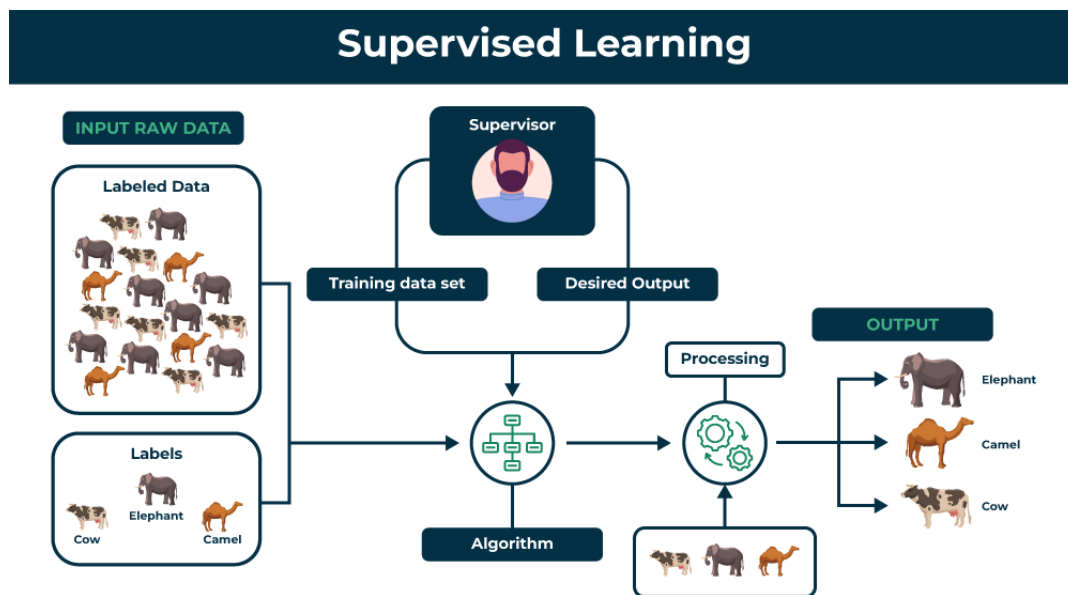 Supervised Learning
INPUT RAW DATA
Labeled Data
Labels
Elephant
Cow
Camel
Supervisor
Training data set
Desired Output
Algorithm
Processing
OUTPUT
Elephant
Camel
Cow